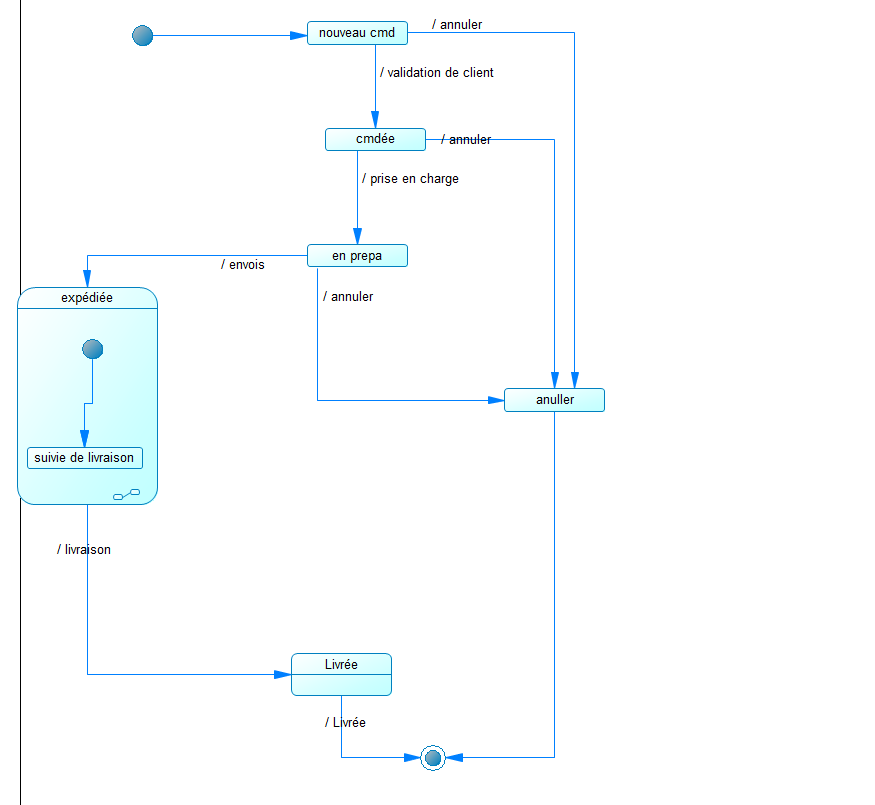 / annuler
nouveau cmd
/ validation de client
cmdée
/ annuler
/ prise en charge
en prepa
/ envois
expédiée
/ annuler
anuller
suivie de livraison
/ livraison
Livrée
/ Livrée